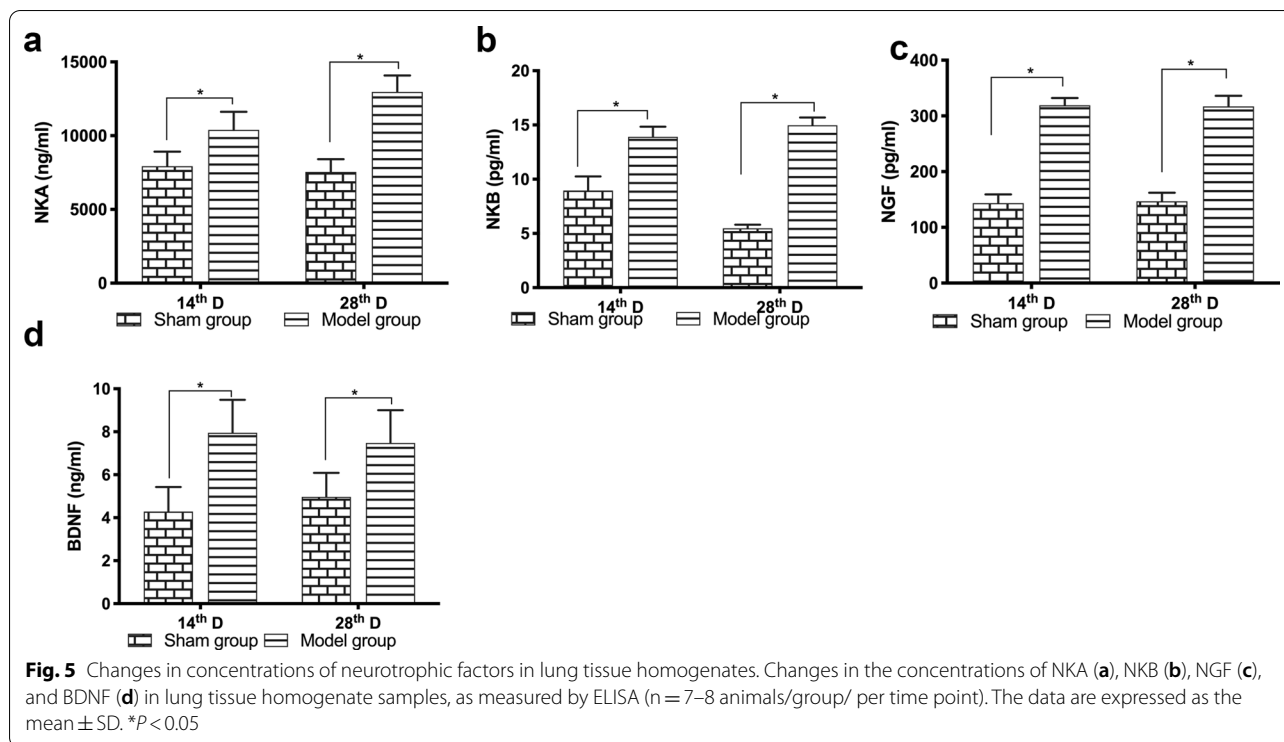 a
15000
10000
5000
0
NKA (ng/ml)
*
*
14th D
28th D
Sham group
Model group
b
20
15
10
5
0
NKB (pg/ml)
*
*
14th D
28th D
Sham group
Model group
c
400
300
200
100
0
NGF (pg/ml)
*
*
14th D
28th D
Sham group
Model group
d
10
8
6
4
2
0
BDNF (ng/ml)
*
*
14th D
28th D
Sham group
Model group
Fig. 5 Changes in concentrations of neurotrophic factors in lung tissue homogenates. Changes in the concentrations of NKA (a), NKB (b), NGF (c),
and BDNF (d) in lung tissue homogenate samples, as measured by ELISA (n = 7–8 animals/group/ per time point). The data are expressed as the
mean ± SD. *P < 0.05